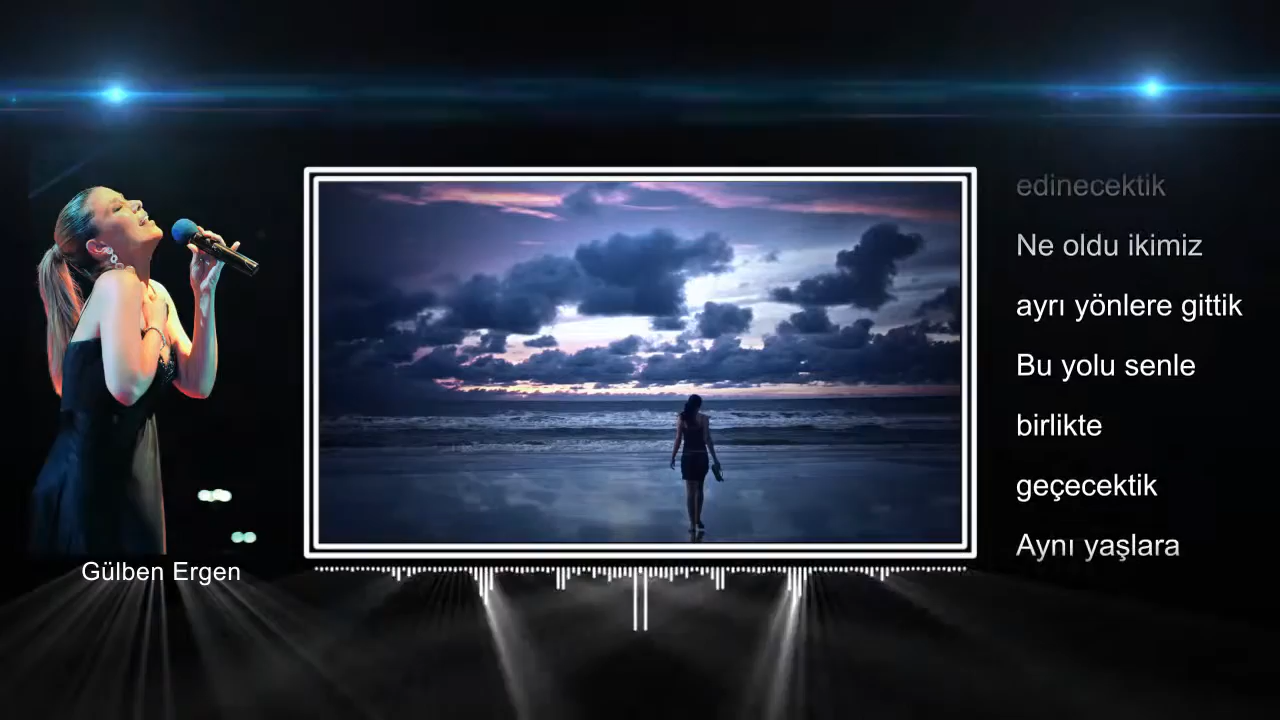 edinecektik
Ne oldu ikimiz
ayrı yönlere gittik
Bu yolu senle
birlikte
geçecektik
Aynı yaşlara
Gülben Ergen